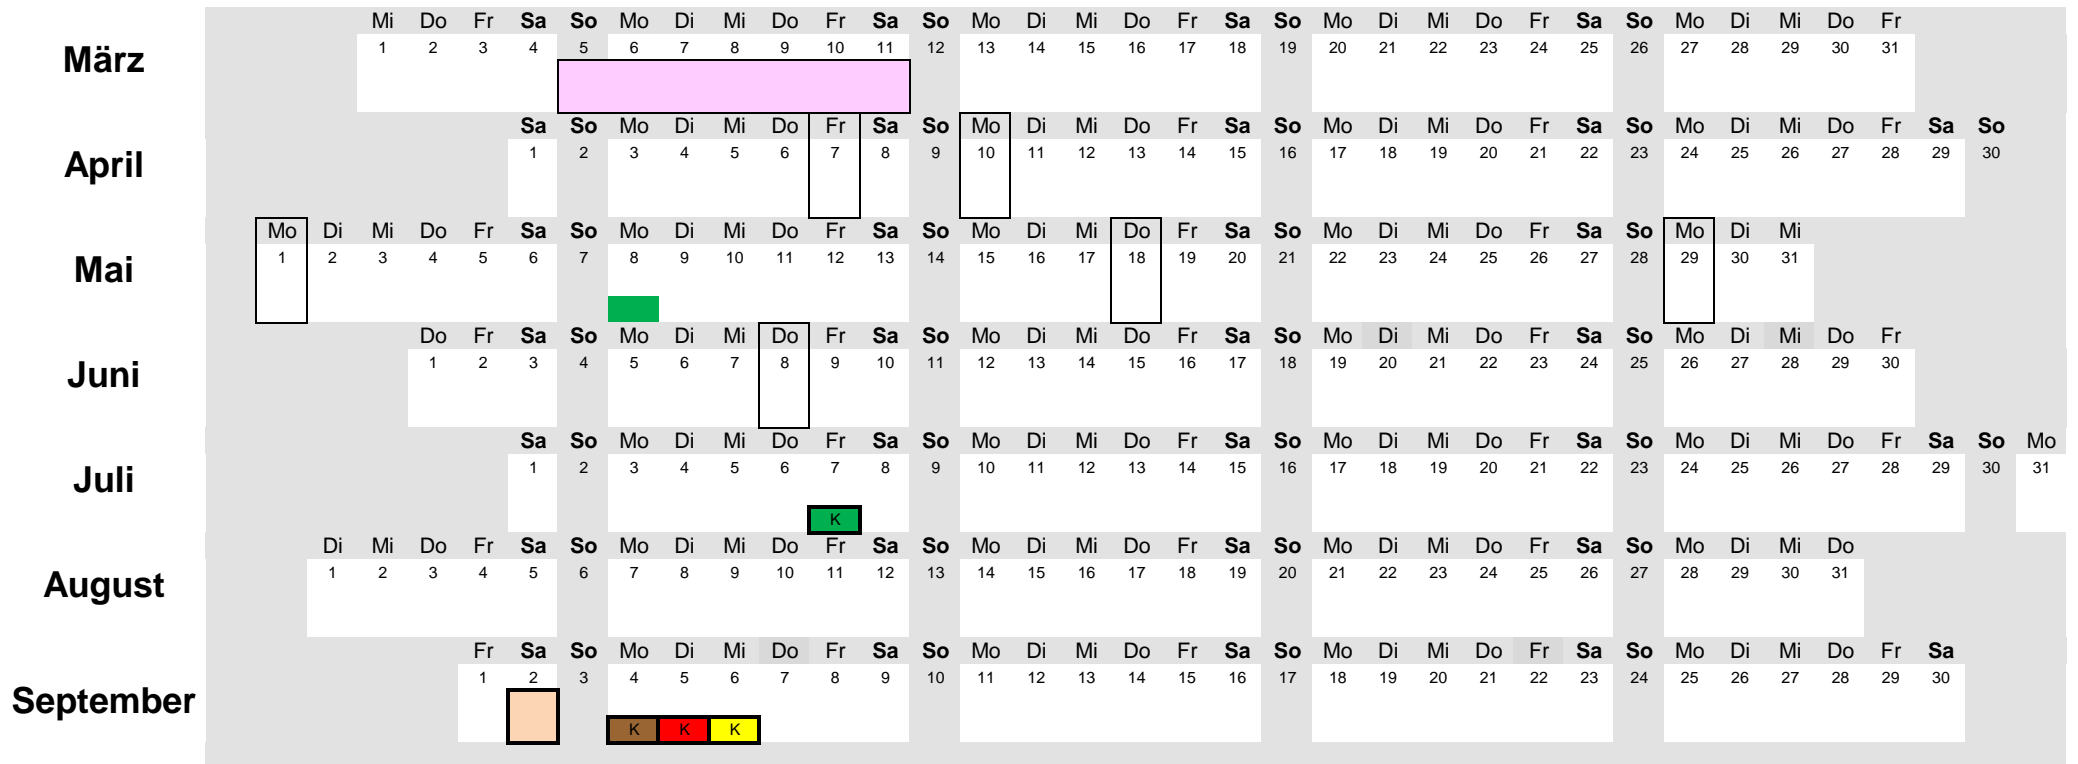 Mi Do Fr Sa So Mo Di Mi Do Fr Sa So Mo Di Mi Do Fr Sa So Mo Di Mi Do Fr Sa So Mo Di Mi Do Fr
März
1 2 3 4 5 6 7 8 9 10 11 12 13 14 15 16 17 18 19 20 21 22 23 24 25 26 27 28 29 30 31
Sa So Mo Di Mi Do Fr Sa So Mo Di Mi Do Fr Sa So Mo Di Mi Do Fr Sa So Mo Di Mi Do Fr Sa So
April
1 2 3 4 5 6 7 8 9 10 11 12 13 14 15 16 17 18 19 20 21 22 23 24 25 26 27 28 29 30
Mo Di Mi Do Fr Sa So Mo Di Mi Do Fr Sa So Mo Di Mi Do Fr Sa So Mo Di Mi Do Fr Sa So Mo Di Mi
Mai
1 2 3 4 5 6 7 8 9 10 11 12 13 14 15 16 17 18 19 20 21 22 23 24 25 26 27 28 29 30 31
Do Fr Sa So Mo Di Mi Do Fr Sa So Mo Di Mi Do Fr Sa So Mo Di Mi Do Fr Sa So Mo Di Mi Do Fr
Juni
1 2 3 4 5 6 7 8 9 10 11 12 13 14 15 16 17 18 19 20 21 22 23 24 25 26 27 28 29 30
Sa So Mo Di Mi Do Fr Sa So Mo Di Mi Do Fr Sa So Mo Di Mi Do Fr Sa So Mo Di Mi Do Fr Sa So Mo
Juli
1 2 3 4 5 6 7 8 9 10 11 12 13 14 15 16 17 18 19 20 21 22 23 24 25 26 27 28 29 30 31
K
Di Mi Do Fr Sa So Mo Di Mi Do Fr Sa So Mo Di Mi Do Fr Sa So Mo Di Mi Do Fr Sa So Mo Di Mi Do
August
1 2 3 4 5 6 7 8 9 10 11 12 13 14 15 16 17 18 19 20 21 22 23 24 25 26 27 28 29 30 31
Fr Sa So Mo Di Mi Do Fr Sa So Mo Di Mi Do Fr Sa So Mo Di Mi Do Fr Sa So Mo Di Mi Do Fr Sa
September
1 2 3 4 5 6 7 8 9 10 11 12 13 14 15 16 17 18 19 20 21 22 23 24 25 26 27 28 29 30
K K K